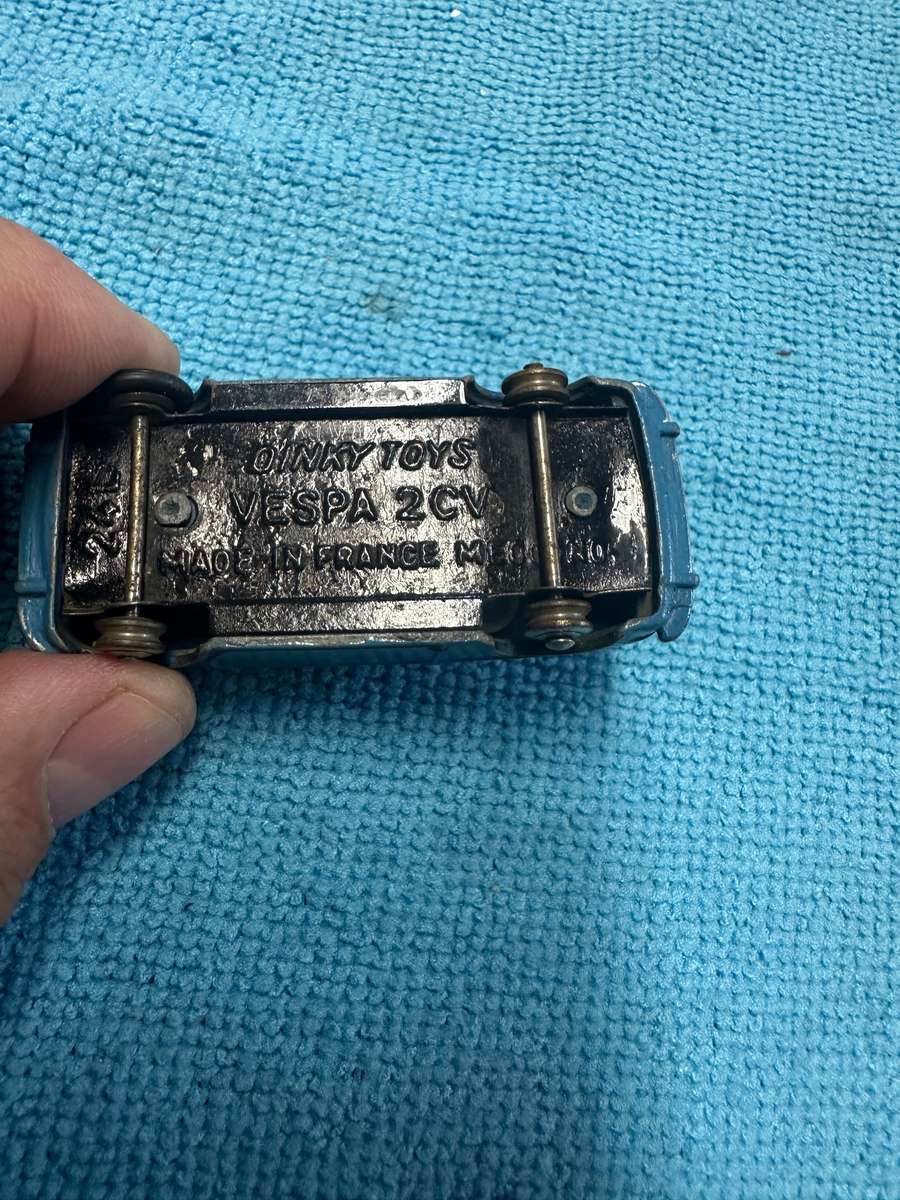 DINKY TOYS
VESPA 2CV
MADE IN FRANCE
24L